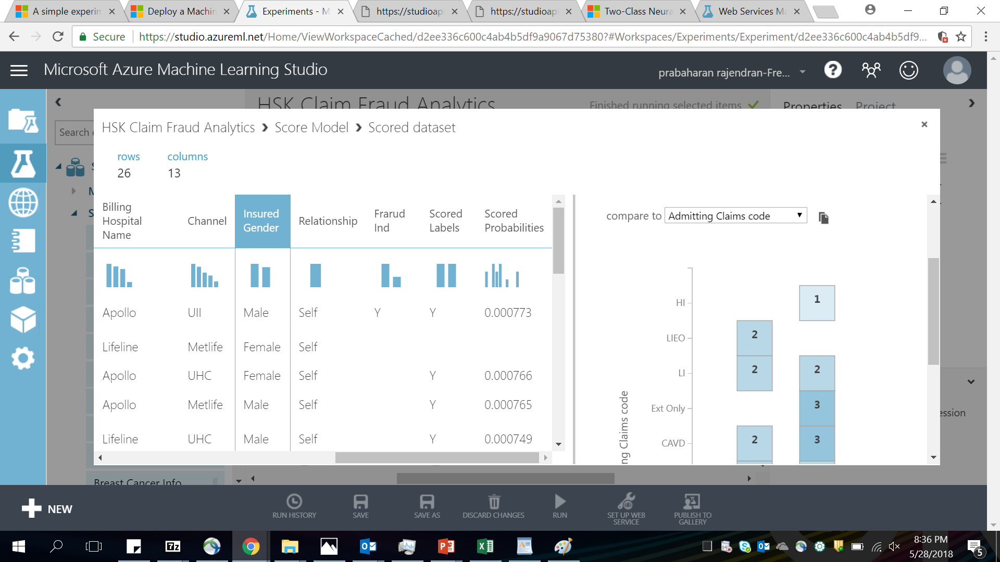 A simple experim
Deploy a Machin
Experiments - M
https://studioap
https://studioap
Two-Class Neura
Web Services Ma
Secure
https://studio.azureml.net/Home/ViewWorkspaceCached/d2ee336c600c4ab4b5df9a9067d75380?#Workspaces/Experiments/Experiment/d2ee336c600c4ab4b5df9...
Microsoft Azure Machine Learning Studio
prabaharan rajendran-Fre...
HSK Claim Fraud Analytics
Finished running selected items
Properties Project
Search e
HSK Claim Fraud Analytics > Score Model > Scored dataset
rows columns
26 13
Billing Hospital Name Channel Insured Gender Relationship Frarud Ind Scored Labels Scored Probabilities
Apollo UII Male Self Y Y 0.000773
Lifeline Metlife Female Self
Apollo UHC Female Self Y 0.000766
Apollo Metlife Male Self Y 0.000765
Lifeline UHC Male Self Y 0.000749
compare to Admitting Claims code
HI 1
LIEO 2
LI 2 2
Ext Only 3
CAVD 2 3
ng Claims code
ession
Breast Cancer Info
NEW
RUN HISTORY
SAVE
SAVE AS
DISCARD CHANGES
RUN
SET UP WEB SERVICE
PUBLISH TO GALLERY
8:36 PM
5/28/2018
5